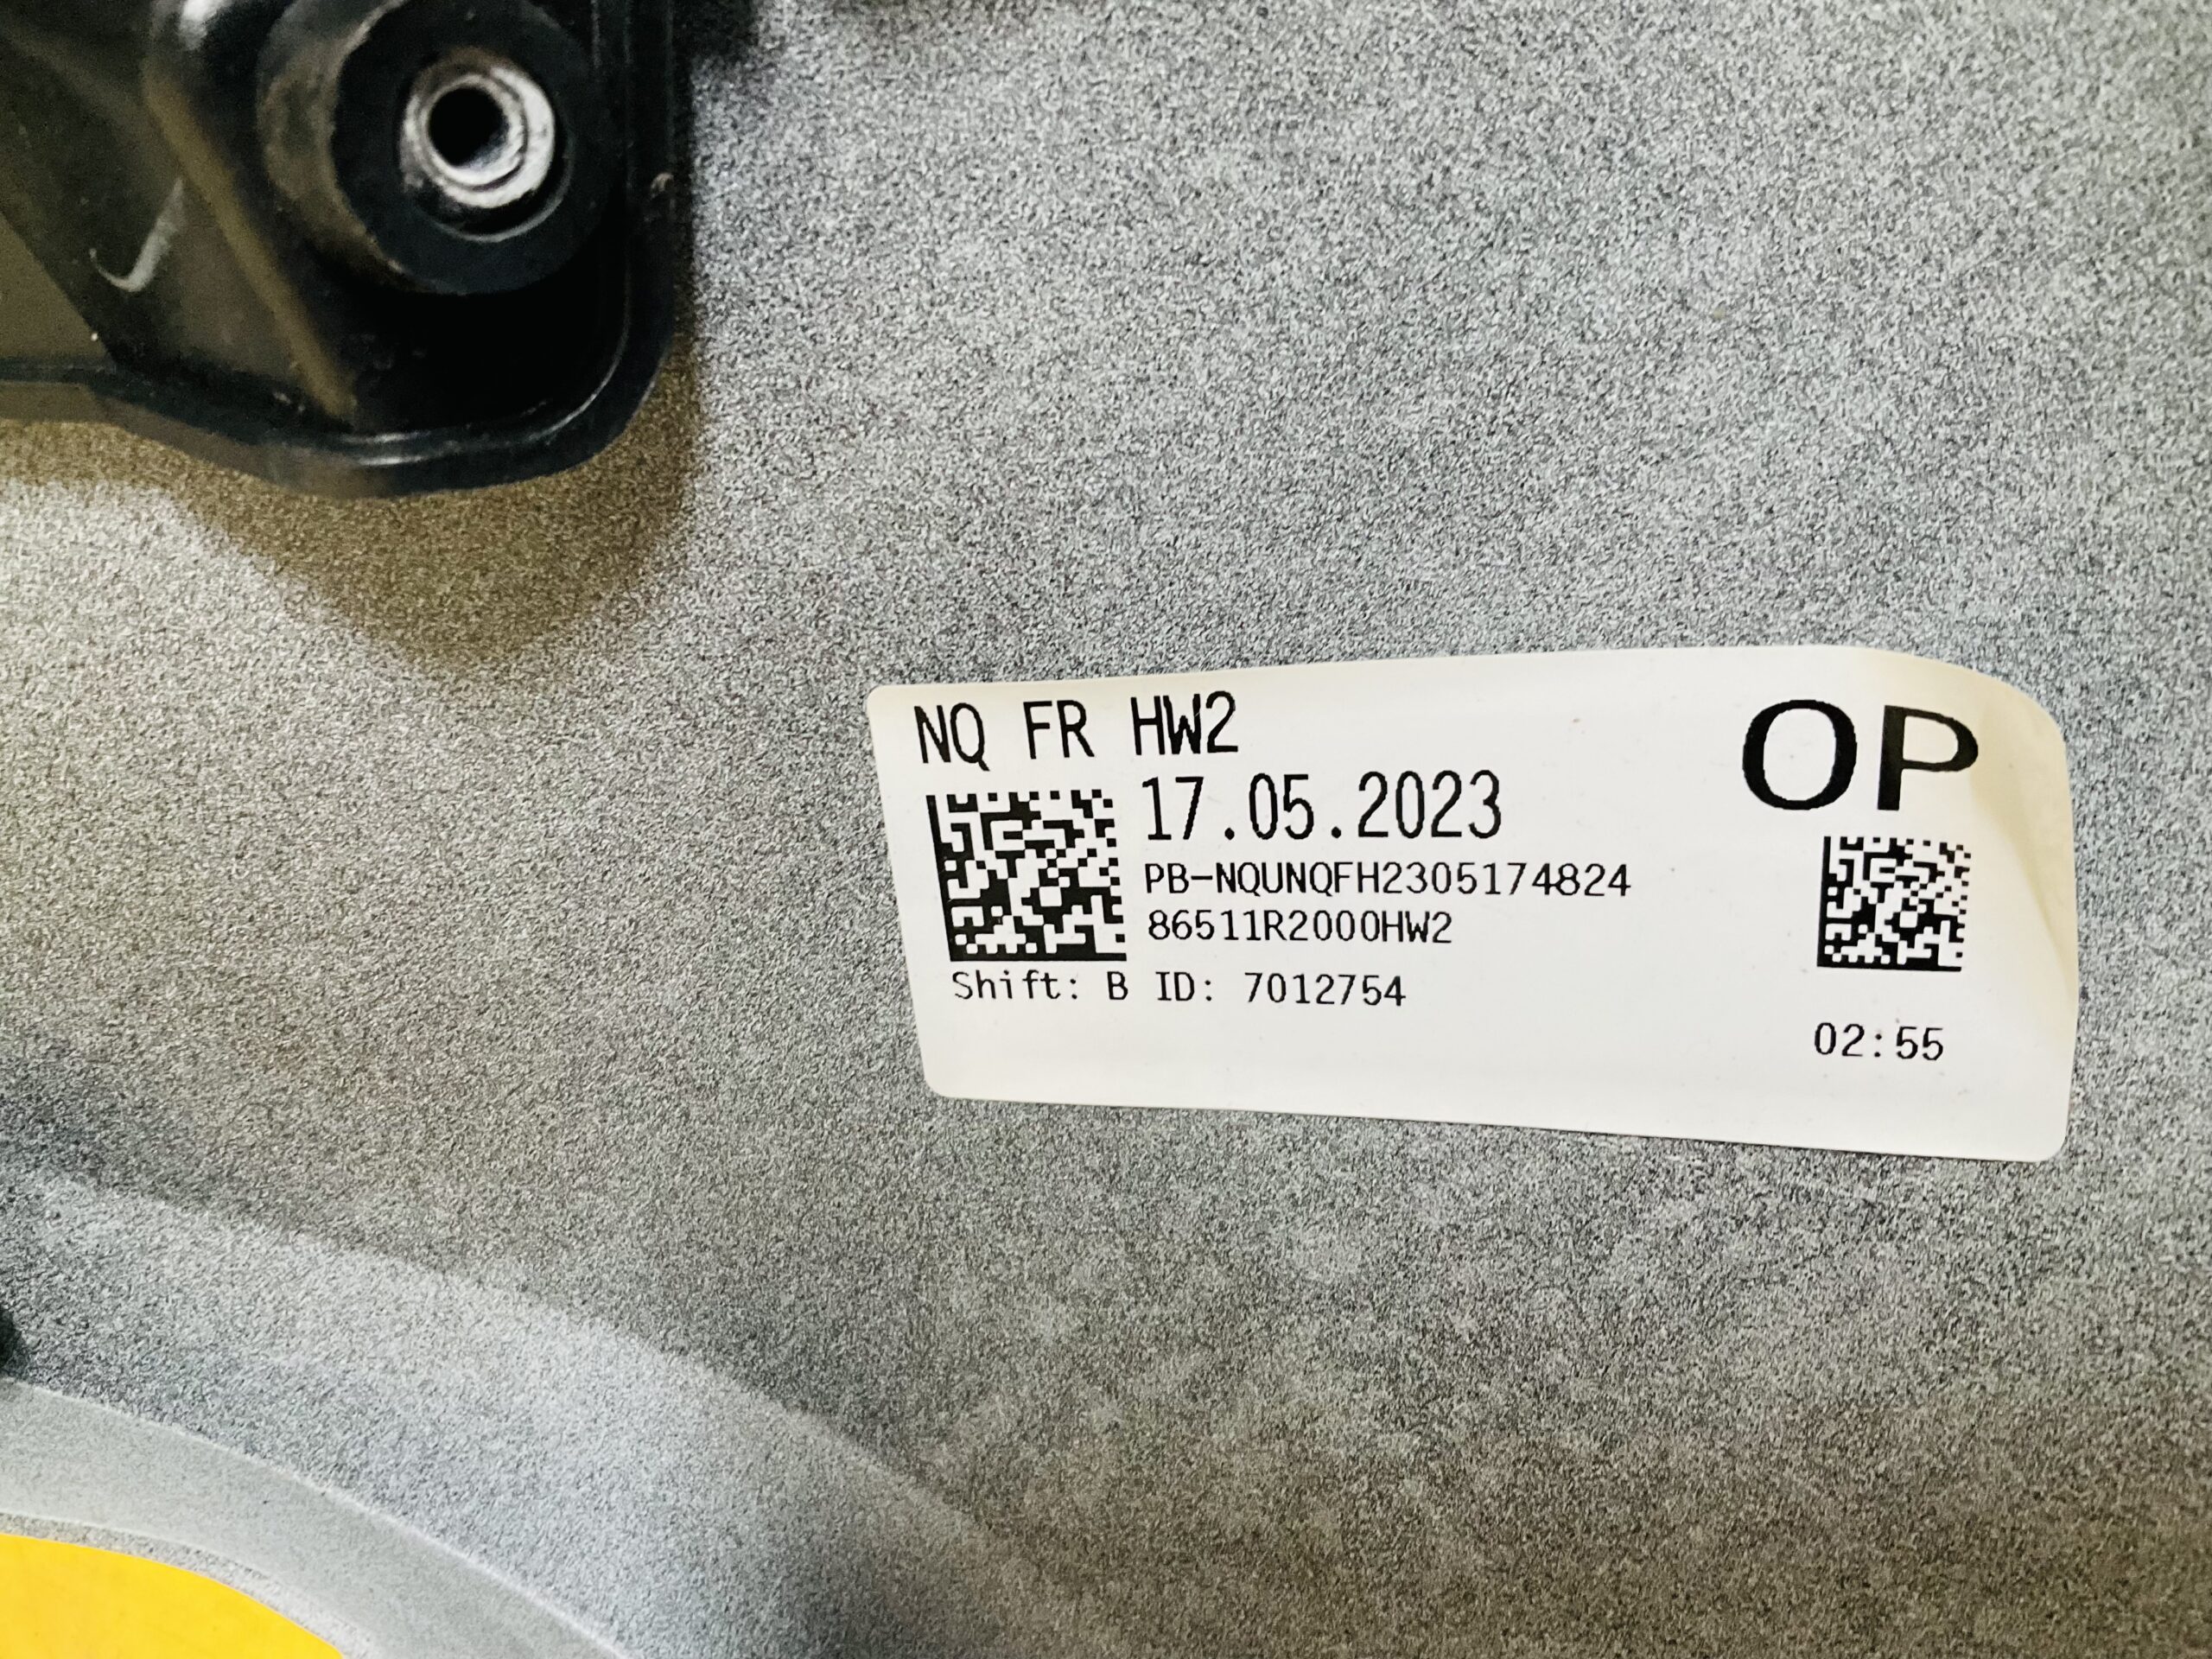 NQ FR HW2
OP
17.05.2023
PB-NQUNQFH2305174824
86511R2000HW2
Shift: B ID: 7012754
02:55